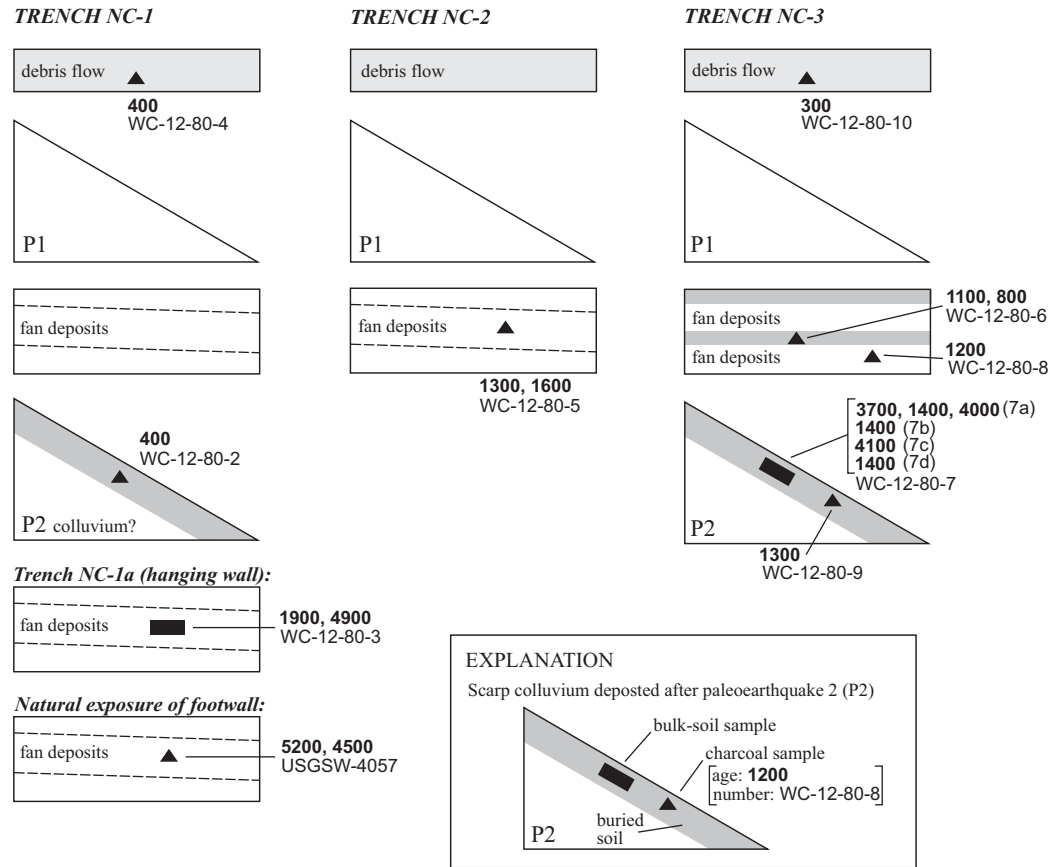 TRENCH NC-1
debris flow
400
WC-12-80-4
P1
fan deposits
400
WC-12-80-2
P2 colluvium?
Trench NC-1a (hanging wall):
fan deposits
1900, 4900
WC-12-80-3
Natural exposure of footwall:
fan deposits
5200, 4500
USGSW-4057
TRENCH NC-2
debris flow
P1
fan deposits
1300, 1600
WC-12-80-5
TRENCH NC-3
debris flow
300
WC-12-80-10
P1
fan deposits
fan deposits
1100, 800
WC-12-80-6
1200
WC-12-80-8
3700, 1400, 4000 (7a)
1400 (7b)
4100 (7c)
1400 (7d)
WC-12-80-7
P2
1300
WC-12-80-9
EXPLANATION
Scarp colluvium deposted after paleoearthquake 2 (P2)
bulk-soil sample
charcoal sample
age: 1200
number: WC-12-80-8
buried
soil
P2